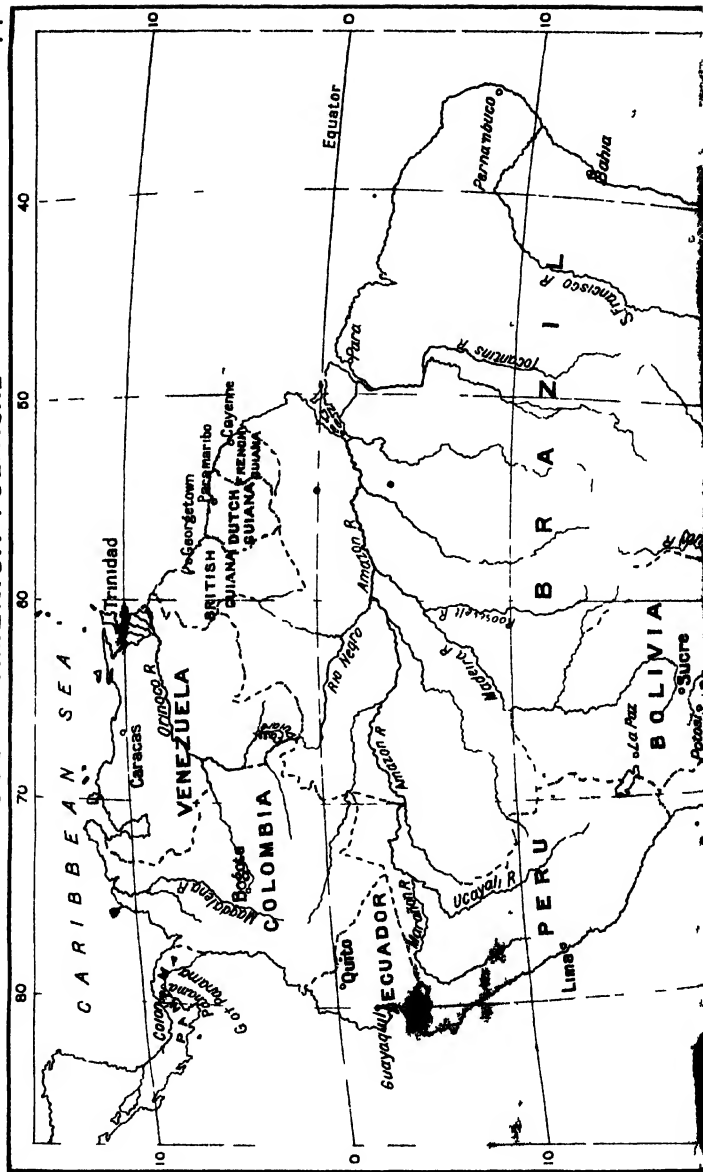 80
70
60
50
40
CARIBBEAN SEA
10
10
Trinidad
Caracas
Orinoco R
VENEZUELA
Colon
Panama
G of Panama
Magdalena R
Bogota
COLOMBIA
Georgetown
Paramaribo
Cayenne
BRITISH GUIANA
DUTCH GUIANA
FRENCH GUIANA
0
Equator
0
Quito
ECUADOR
Guayaquil
Marañon R
Rio Negro
Amazon R
Amazon R
Para
Ucayali R
Madeira R
Roosevelt R
Tocantins R
Pernambuco
10
10
PERU
Lima
BRAZIL
S. Francisco R
Bahia
La Paz
BOLIVIA
Sucre
Potosi